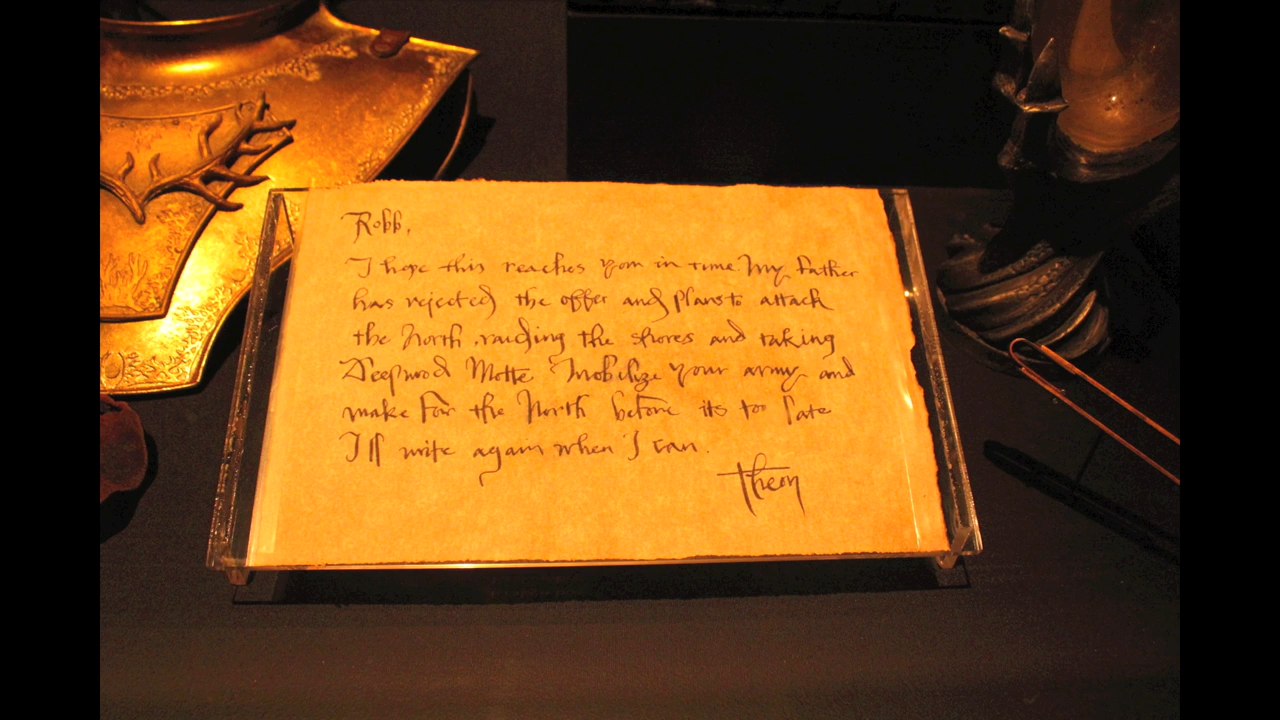 Robb,
I hope this reaches you in time. My Father
has rejected the offer and plans to attack
the North, raiding the shores and taking
Deepwood Motte. Mobilize your army and
make for the North before its too late
I'll write again when I can.
Theon